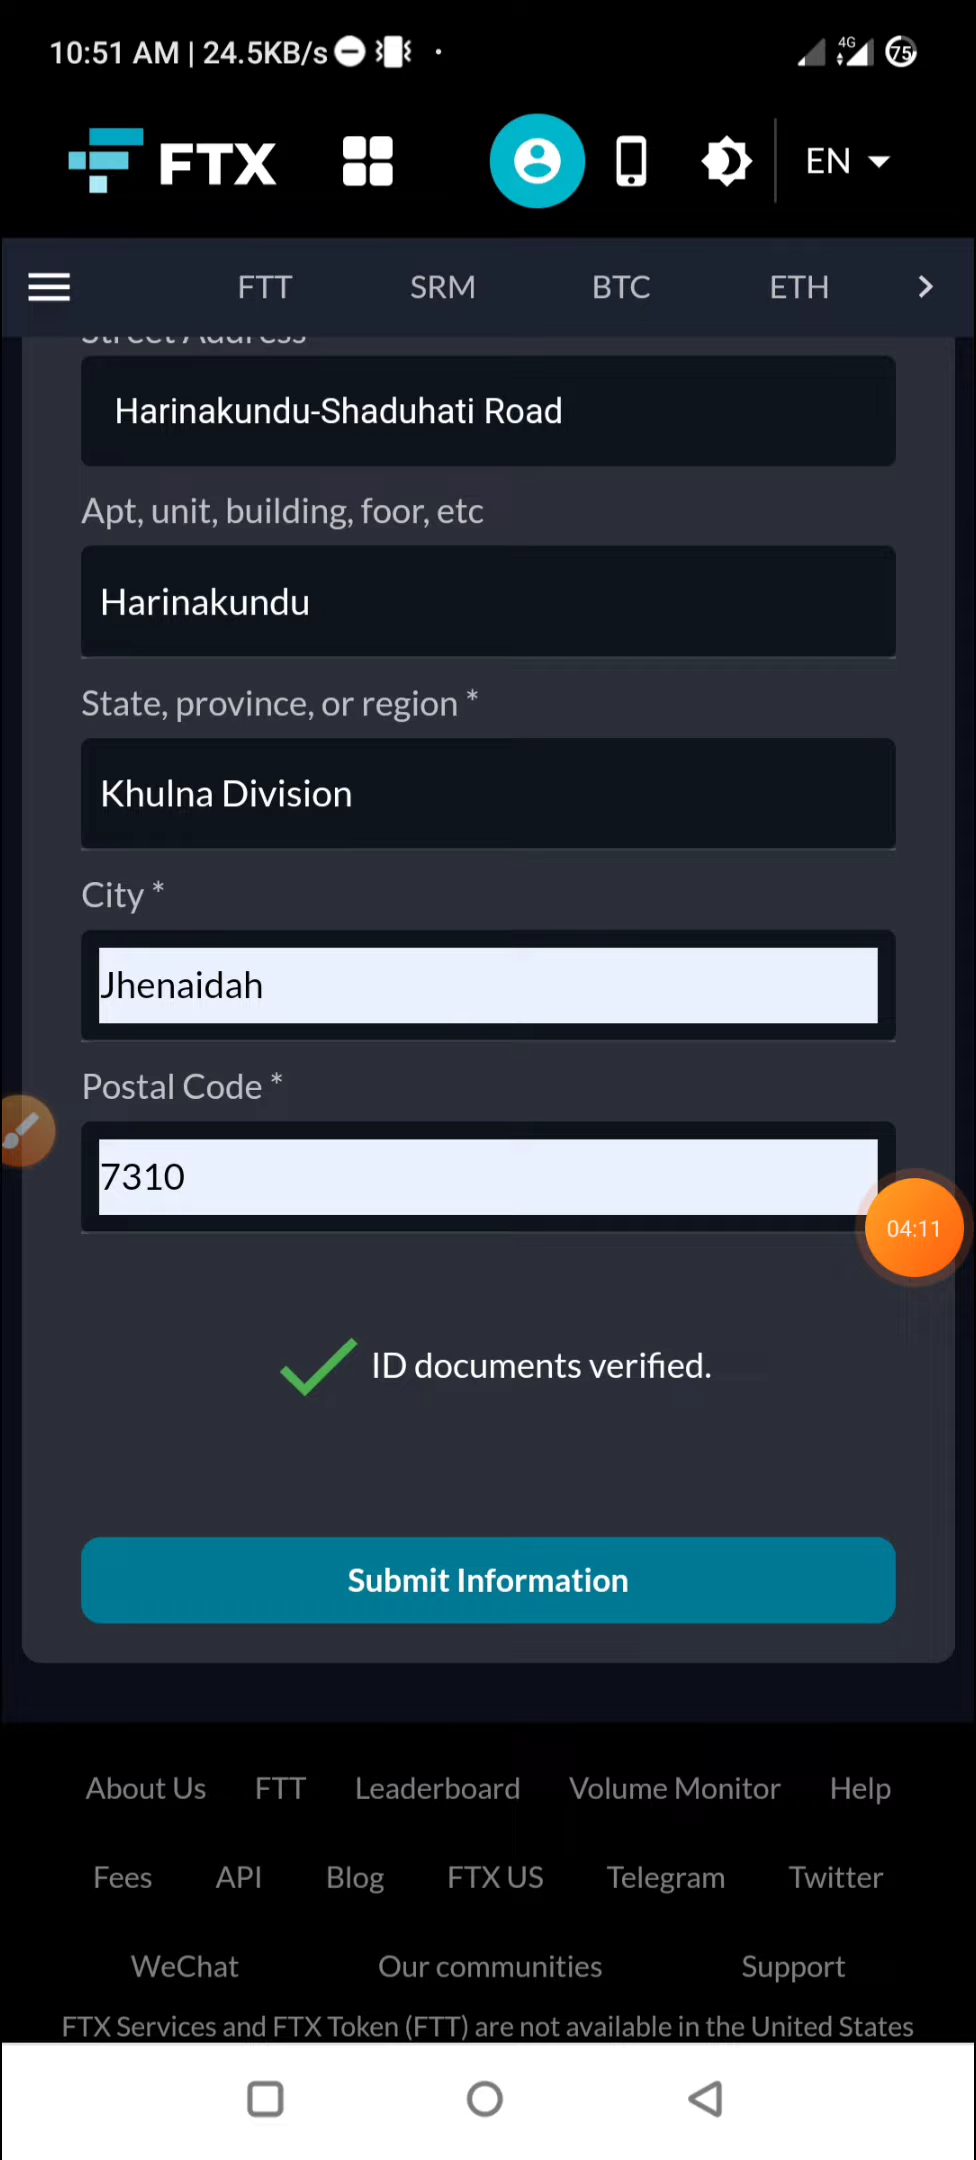 10:51 AM | 24.5KB/s
4G
75
FTX
EN
FTT SRM BTC ETH
Street Address
Harinakundu-Shaduhati Road
Apt, unit, building, foor, etc
Harinakundu
State, province, or region *
Khulna Division
City *
Jhenaidah
Postal Code *
7310
04:11
ID documents verified.
Submit Information
About Us FTT Leaderboard Volume Monitor Help
Fees API Blog FTX US Telegram Twitter
WeChat Our communities Support
FTX Services and FTX Token (FTT) are not available in the United States